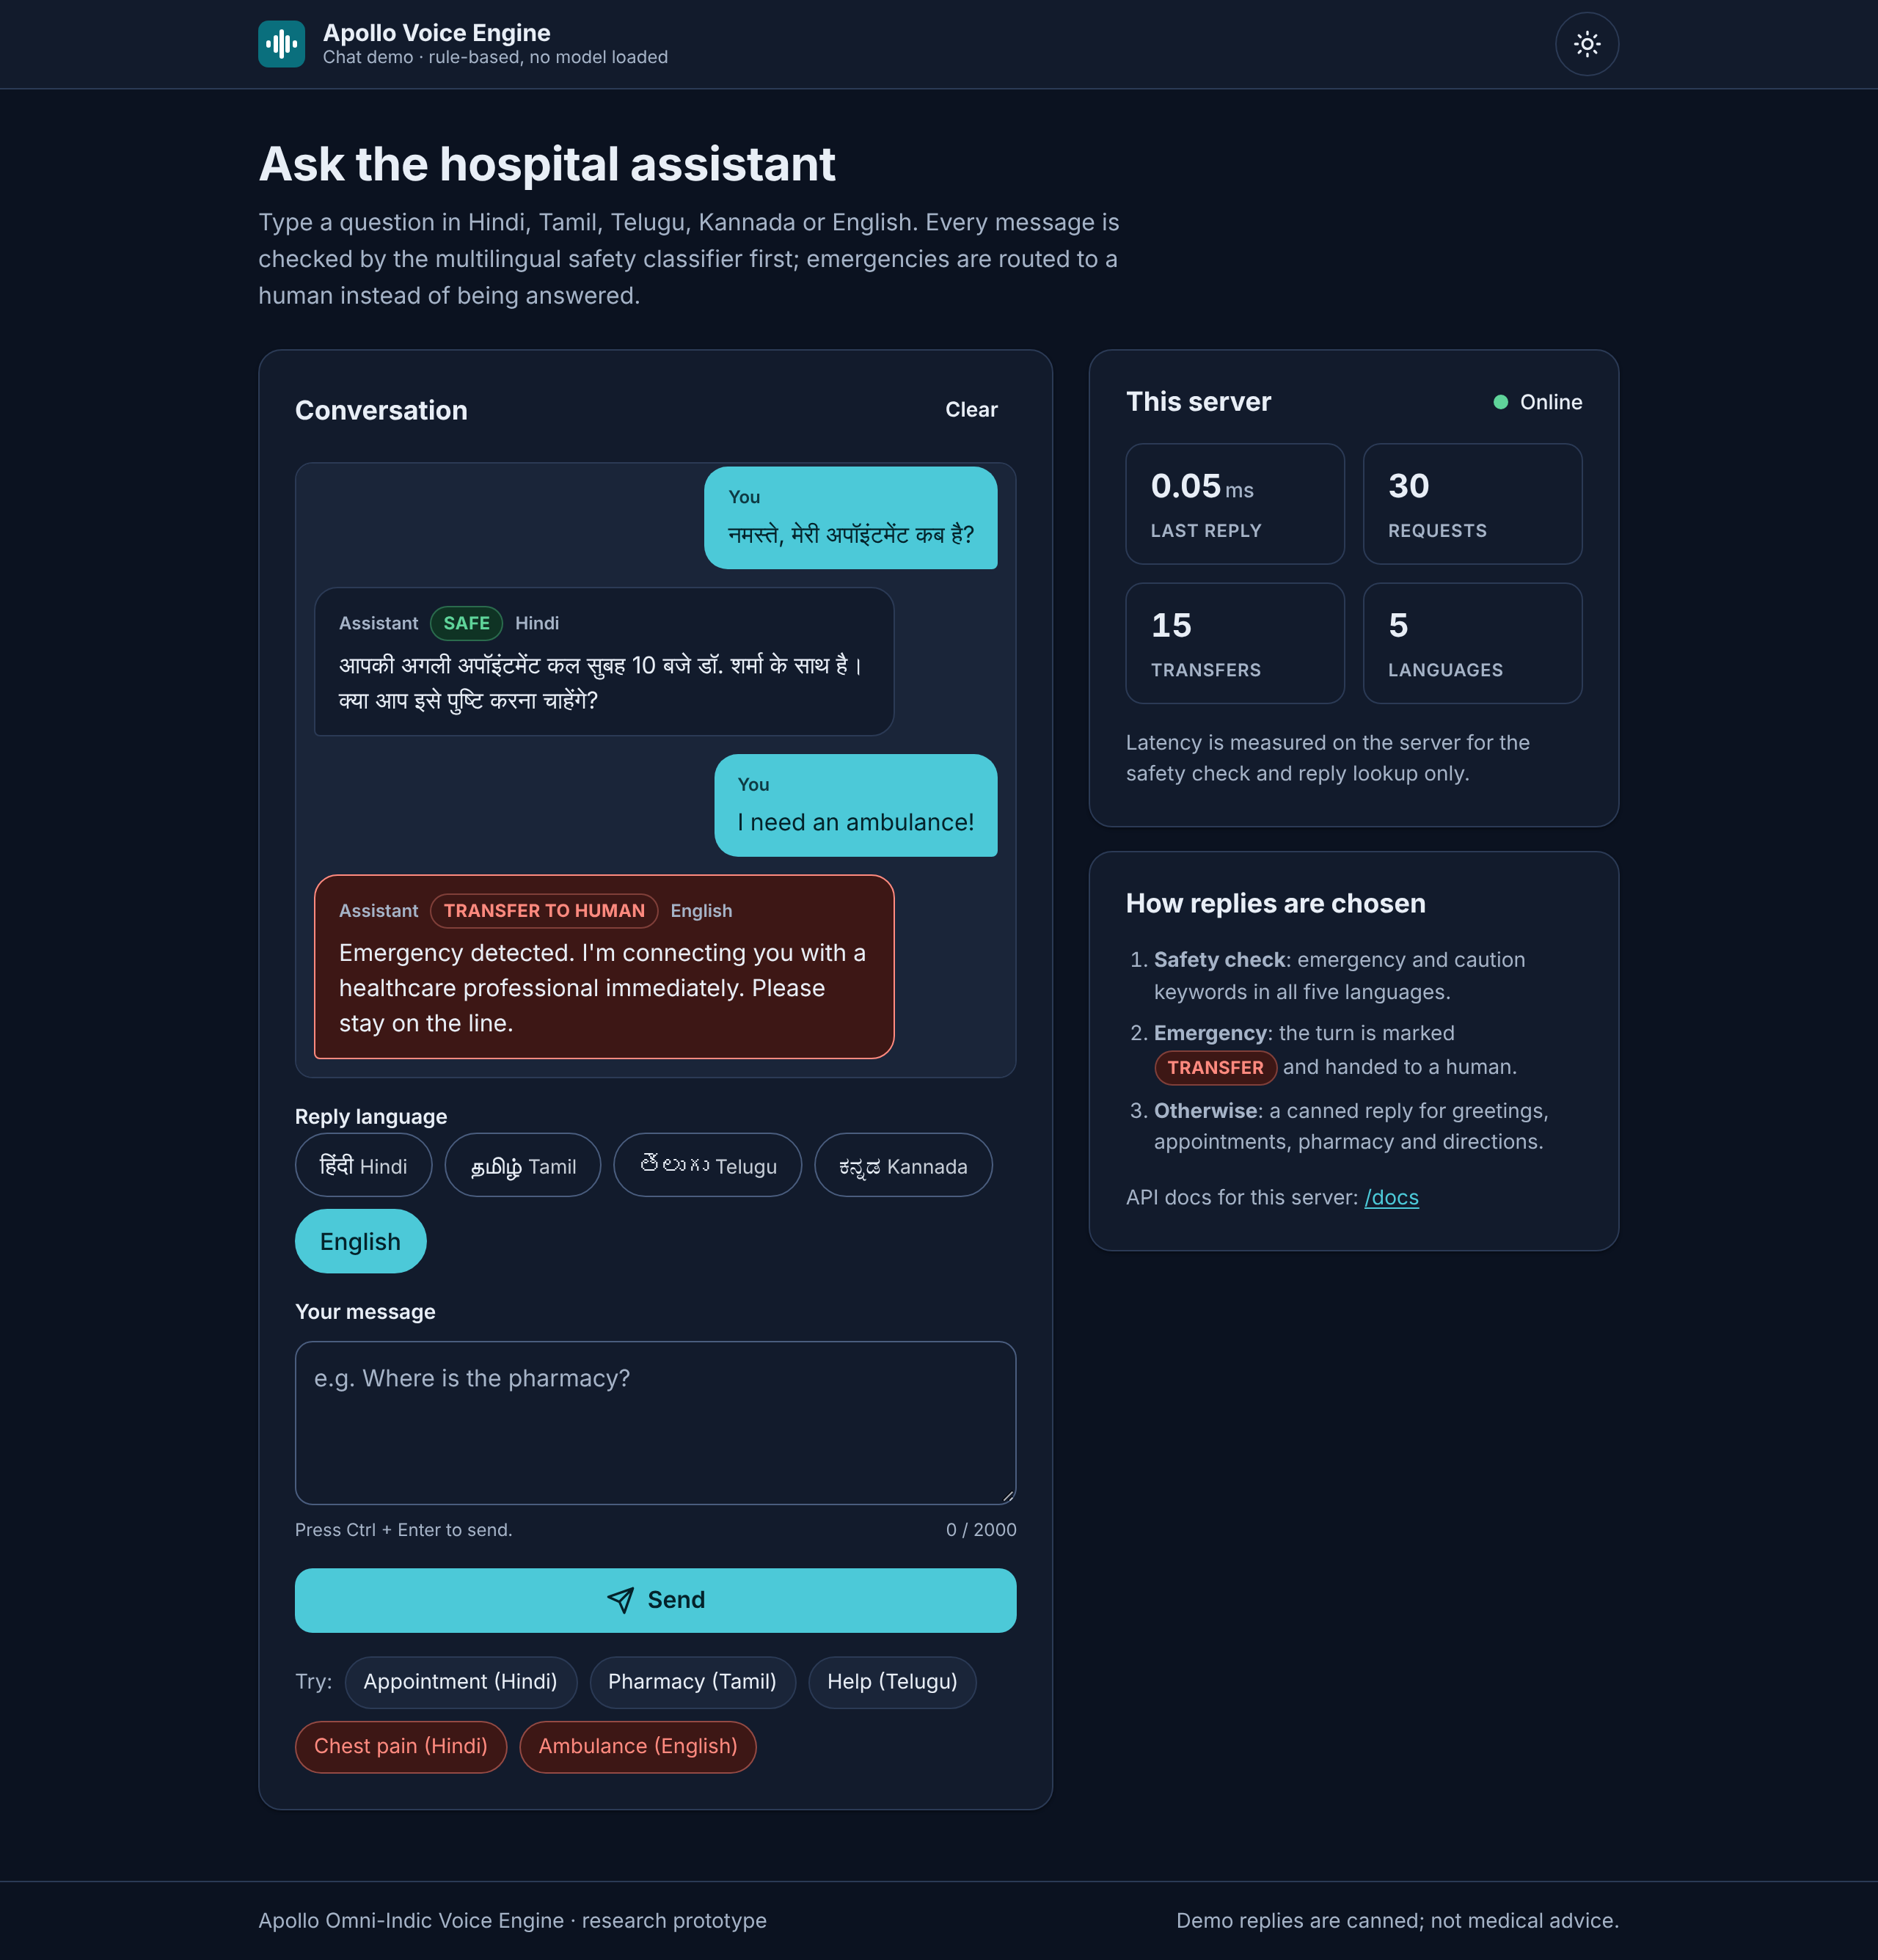 Apollo Voice Engine
Chat demo · rule-based, no model loaded
Ask the hospital assistant
Type a question in Hindi, Tamil, Telugu, Kannada or English. Every message is
checked by the multilingual safety classifier first; emergencies are routed to a
human instead of being answered.
Conversation
Clear
You
नमस्ते, मेरी अपॉइंटमेंट कब है?
Assistant SAFE Hindi
आपकी अगली अपॉइंटमेंट कल सुबह 10 बजे डॉ. शर्मा के साथ है।
क्या आप इसे पुष्टि करना चाहेंगे?
You
I need an ambulance!
Assistant TRANSFER TO HUMAN English
Emergency detected. I'm connecting you with a
healthcare professional immediately. Please
stay on the line.
Reply language
हिंदी Hindi
தமிழ் Tamil
తెలుగు Telugu
ಕನ್ನಡ Kannada
English
Your message
e.g. Where is the pharmacy?
Press Ctrl + Enter to send.
0 / 2000
Send
Try:
Appointment (Hindi)
Pharmacy (Tamil)
Help (Telugu)
Chest pain (Hindi)
Ambulance (English)
This server
Online
0.05 ms
LAST REPLY
30
REQUESTS
15
TRANSFERS
5
LANGUAGES
Latency is measured on the server for the
safety check and reply lookup only.
How replies are chosen
1. Safety check: emergency and caution
keywords in all five languages.
2. Emergency: the turn is marked
TRANSFER and handed to a human.
3. Otherwise: a canned reply for greetings,
appointments, pharmacy and directions.
API docs for this server: /docs
Apollo Omni-Indic Voice Engine · research prototype
Demo replies are canned; not medical advice.